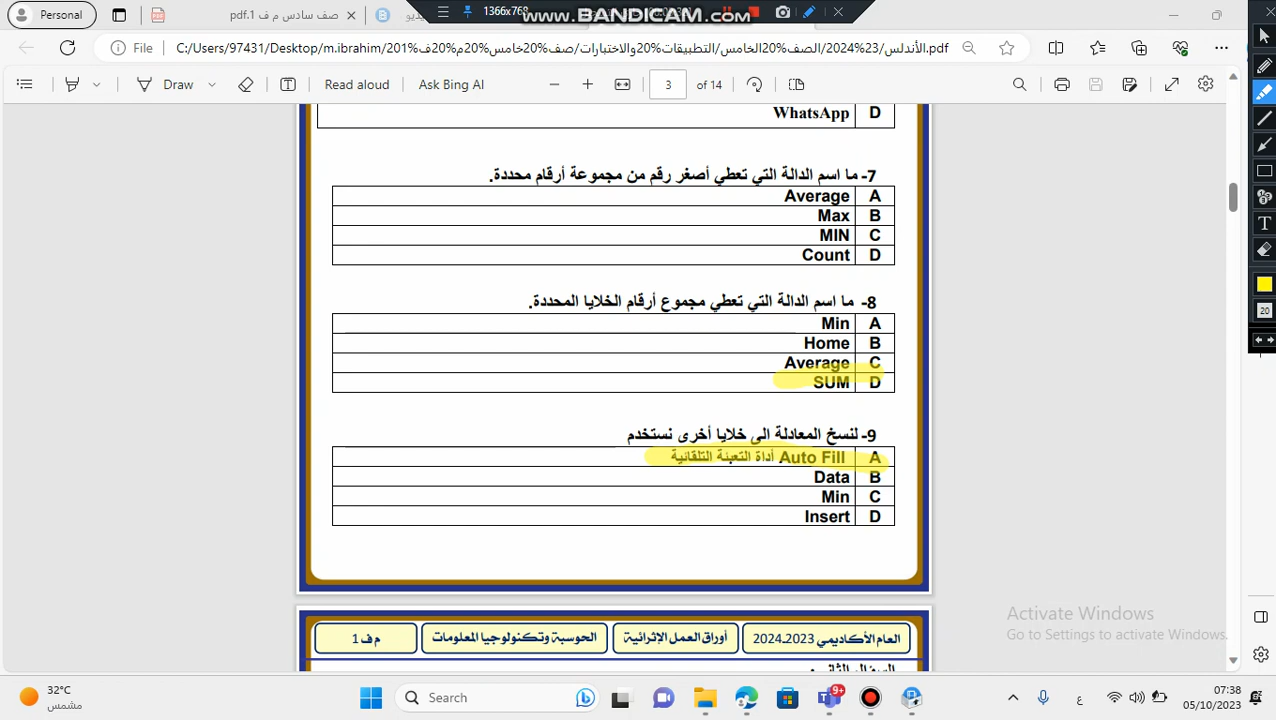 Personal
صف سادس م ف 1.pdf
يديو
1366x768
www.BANDICAM.com
File
C:/Users/97431/Desktop/m.ibrahim/201%الصف%20الخامس/التطبيقات%20والاختبارات/صف%20خامس%20م%20ف/2024%23/الأندلس.pdf
Draw
Read aloud
Ask Bing AI
3 of 14
WhatsApp D
7- ما اسم الدالة التي تعطي أصغر رقم من مجموعة أرقام محددة.
Average A
Max B
MIN C
Count D
8- ما اسم الدالة التي تعطي مجموع أرقام الخلايا المحددة.
Min A
Home B
Average C
SUM D
9- لنسخ المعادلة الى خلايا أخرى نستخدم
A Auto Fill أداة التعبئة التلقائية
Data B
Min C
Insert D
العام الأكاديمي 2023-2024
أوراق العمل الإثرائية
الحوسبة وتكنولوجيا المعلومات
م ف 1
Activate Windows
Go to Settings to activate Windows.
T
20
32°C
مشمس
Search
9+
ع
07:38
05/10/2023